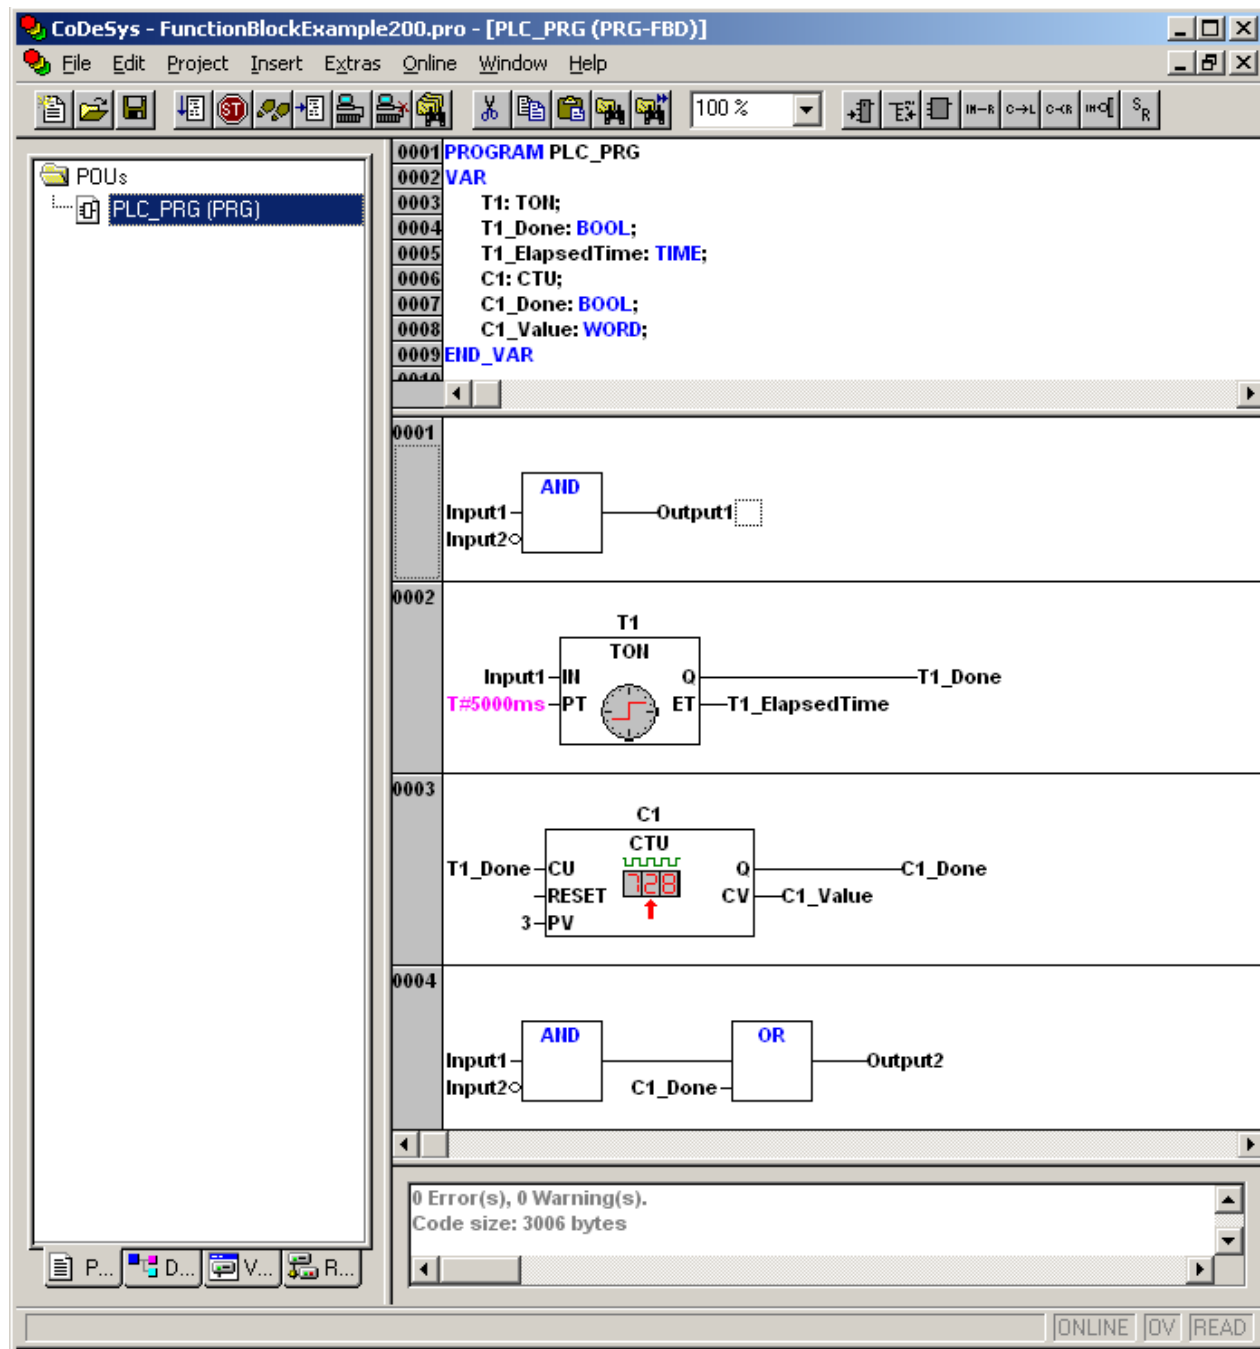 CoDeSys - FunctionBlockExample200.pro - [PLC_PRG (PRG-FBD)]
File Edit Project Insert Extras Online Window Help
ST 100 % IN-R C→L C-<R IN-O S R
POUs
PLC_PRG (PRG)
0001 PROGRAM PLC_PRG
0002 VAR
0003 T1: TON;
0004 T1_Done: BOOL;
0005 T1_ElapsedTime: TIME;
0006 C1: CTU;
0007 C1_Done: BOOL;
0008 C1_Value: WORD;
0009 END_VAR
0010
0001
AND
Input1 Output1
Input2
0002
T1
TON
Input1 IN Q T1_Done
T#5000ms PT ET T1_ElapsedTime
0003
C1
CTU
T1_Done CU 728 Q C1_Done
RESET CV C1_Value
3 PV
0004
AND OR
Input1 Output2
Input2 C1_Done
0 Error(s), 0 Warning(s).
Code size: 3006 bytes
P... D... V... R...
ONLINE OV READ